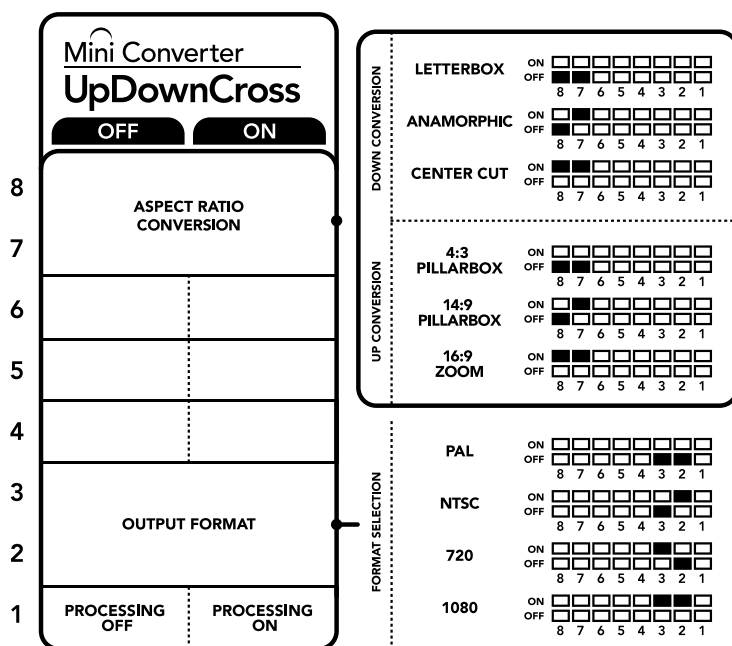 Mini Converter
UpDownCross
OFF ON
8
ASPECT RATIO
CONVERSION
7
6
5
4
3
OUTPUT FORMAT
2
1
PROCESSING
OFF
PROCESSING
ON
DOWN CONVERSION
LETTERBOX
ON
OFF
8 7 6 5 4 3 2 1
ANAMORPHIC
ON
OFF
8 7 6 5 4 3 2 1
CENTER CUT
ON
OFF
8 7 6 5 4 3 2 1
UP CONVERSION
4:3
PILLARBOX
ON
OFF
8 7 6 5 4 3 2 1
14:9
PILLARBOX
ON
OFF
8 7 6 5 4 3 2 1
16:9
ZOOM
ON
OFF
8 7 6 5 4 3 2 1
FORMAT SELECTION
PAL
ON
OFF
8 7 6 5 4 3 2 1
NTSC
ON
OFF
8 7 6 5 4 3 2 1
720
ON
OFF
8 7 6 5 4 3 2 1
1080
ON
OFF
8 7 6 5 4 3 2 1